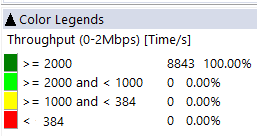 Color Legends
Throughput (0-2Mbps) [Time/s]
>= 2000 8843 100.00%
>= 2000 and < 1000 0 0.00%
>= 1000 and < 384 0 0.00%
< 384 0 0.00%